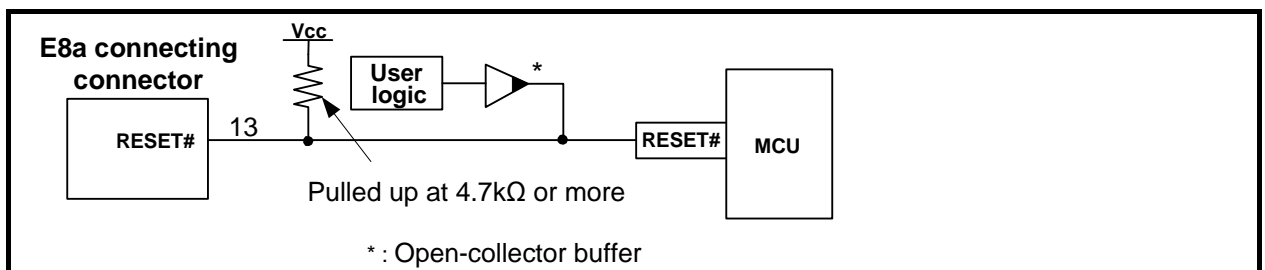 Vcc
E8a connecting
connector
User
logic
*
RESET#
13
RESET#
MCU
Pulled up at 4.7kΩ or more
* : Open-collector buffer